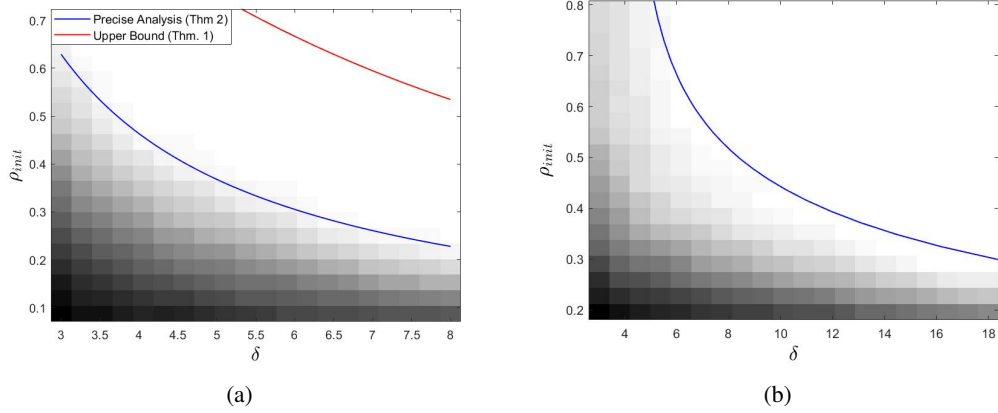 0.7
0.6
0.5
0.4
0.3
0.2
0.1
ρinit
Precise Analysis (Thm 2)
Upper Bound (Thm. 1)
3 3.5 4 4.5 5 5.5 6 6.5 7 7.5 8
δ
(a)
0.8
0.7
0.6
0.5
0.4
0.3
0.2
ρinit
4 6 8 10 12 14 16 18
δ
(b)